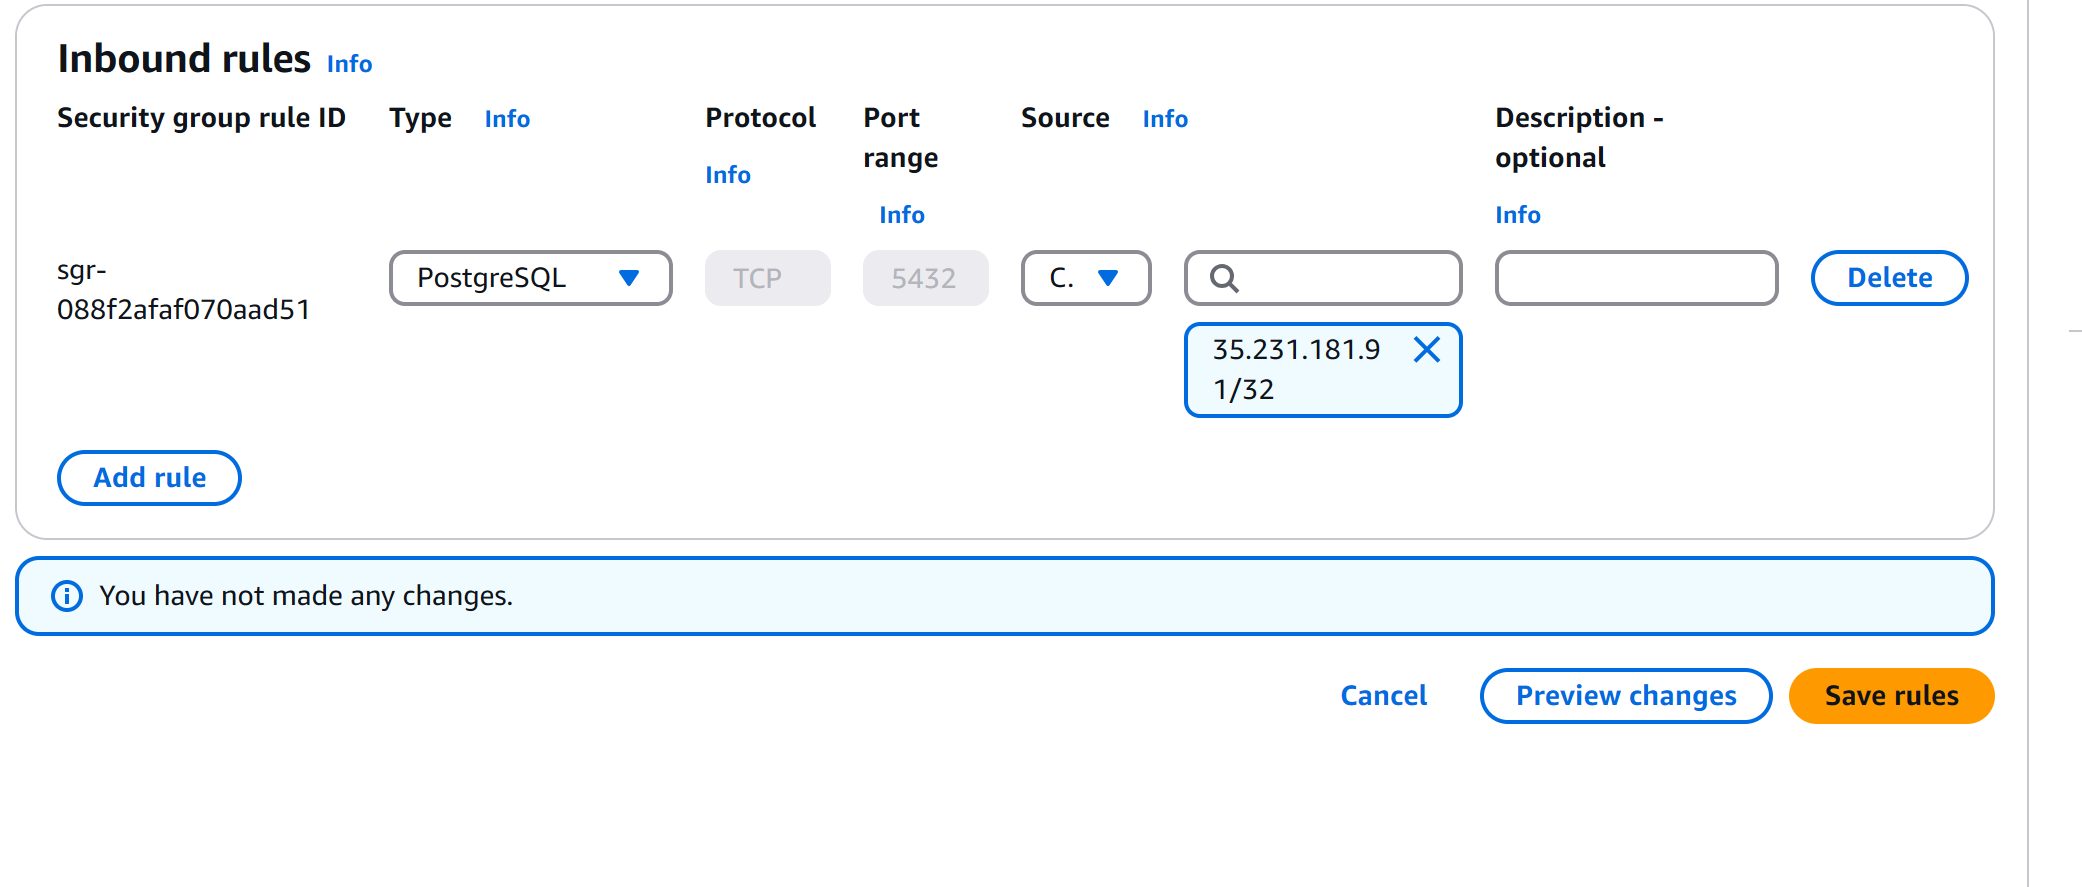 Inbound rules Info
Security group rule ID
Type Info
Protocol
Info
Port
range
Info
Source Info
Description -
optional
Info
sgr-
088f2afaf070aad51
PostgreSQL
TCP
5432
C.
35.231.181.9
1/32
Delete
Add rule
You have not made any changes.
Cancel
Preview changes
Save rules